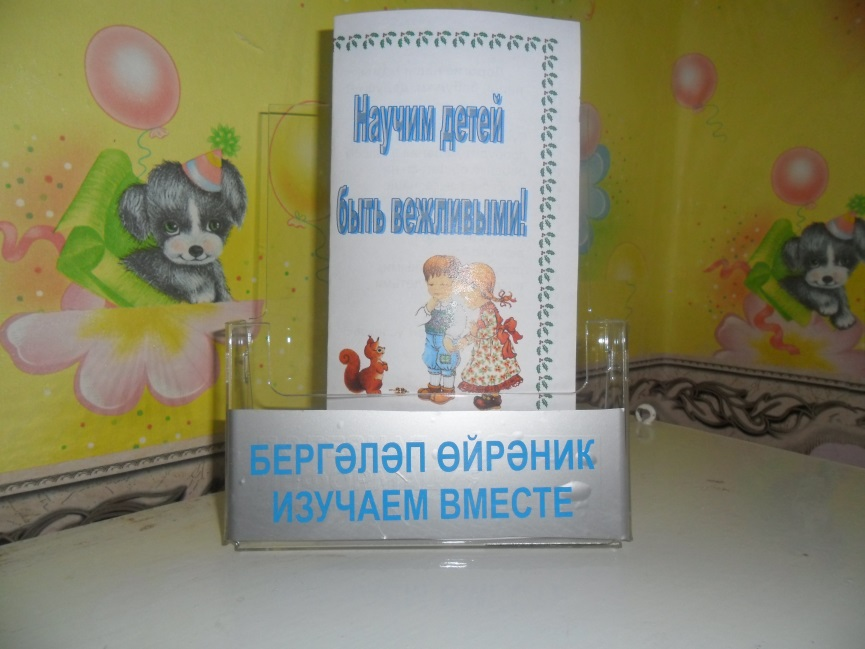 Научим детей
быть вежливыми!
БЕРГӘЛӘП ӨЙРӘНИК
ИЗУЧАЕМ ВМЕСТЕ